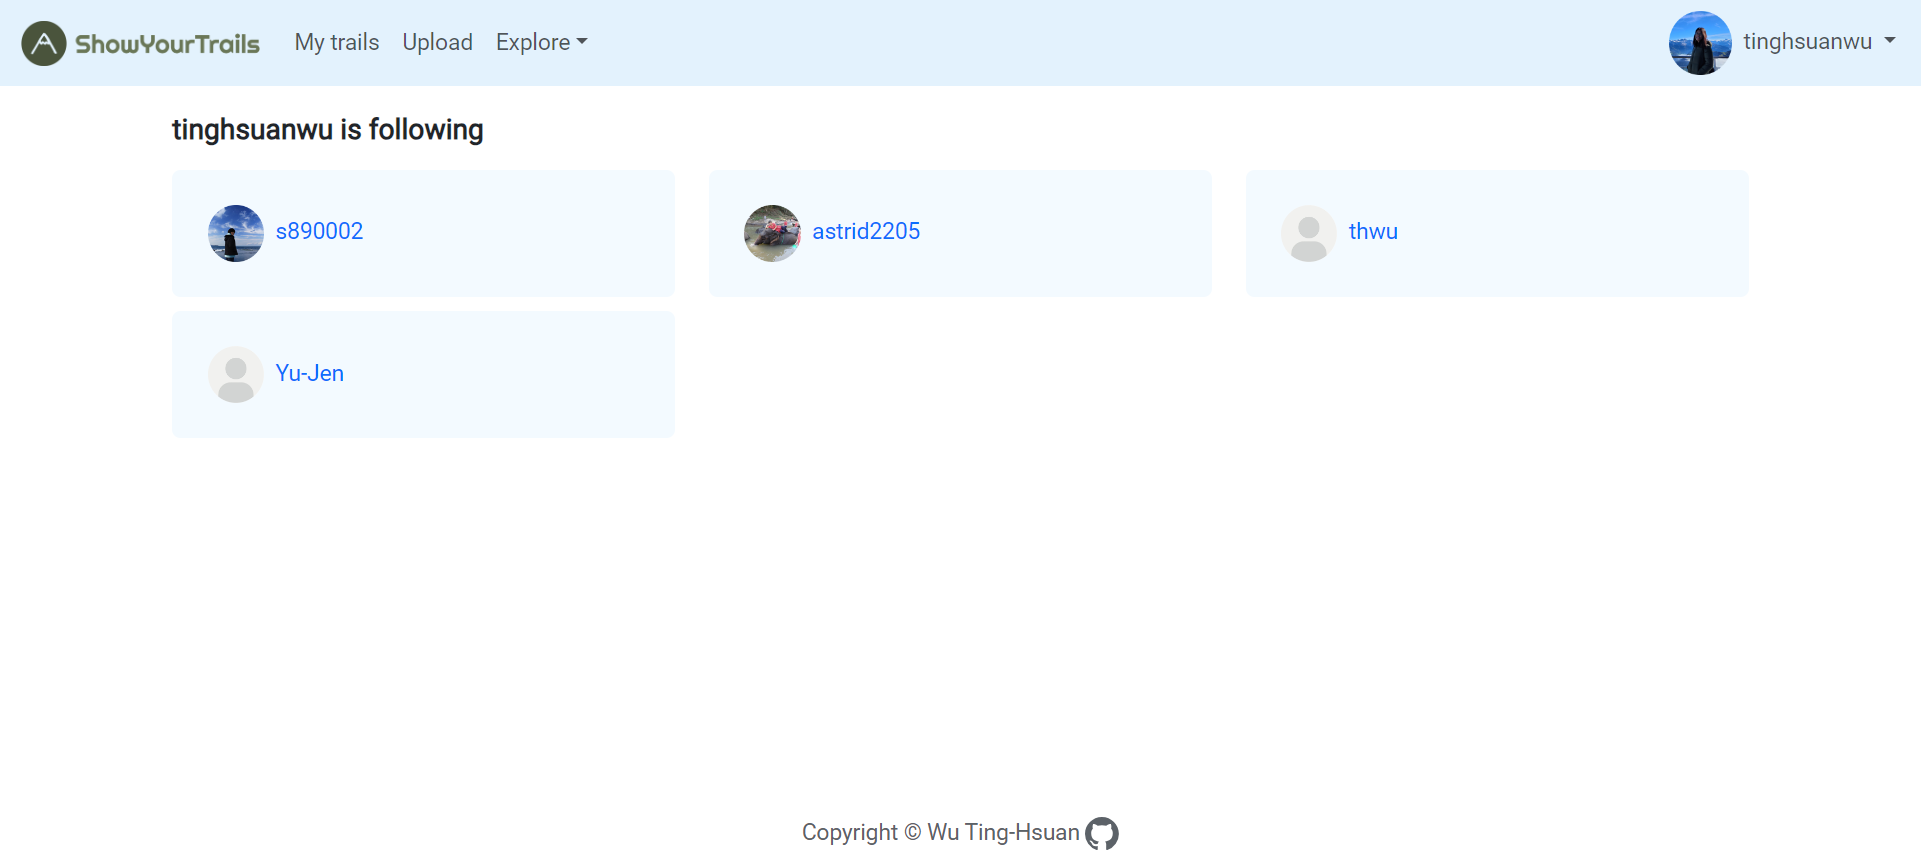 ShowYourTrails My trails Upload Explore tinghsuanwu
tinghsuanwu is following
s890002 astrid2205 thwu
Yu-Jen
Copyright © Wu Ting-Hsuan